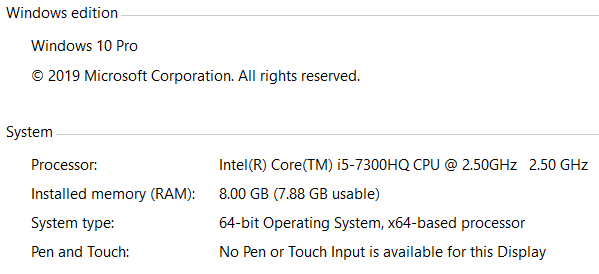 Windows edition
Windows 10 Pro
© 2019 Microsoft Corporation. All rights reserved.
System
Processor: Intel(R) Core(TM) i5-7300HQ CPU @ 2.50GHz 2.50 GHz
Installed memory (RAM): 8.00 GB (7.88 GB usable)
System type: 64-bit Operating System, x64-based processor
Pen and Touch: No Pen or Touch Input is available for this Display